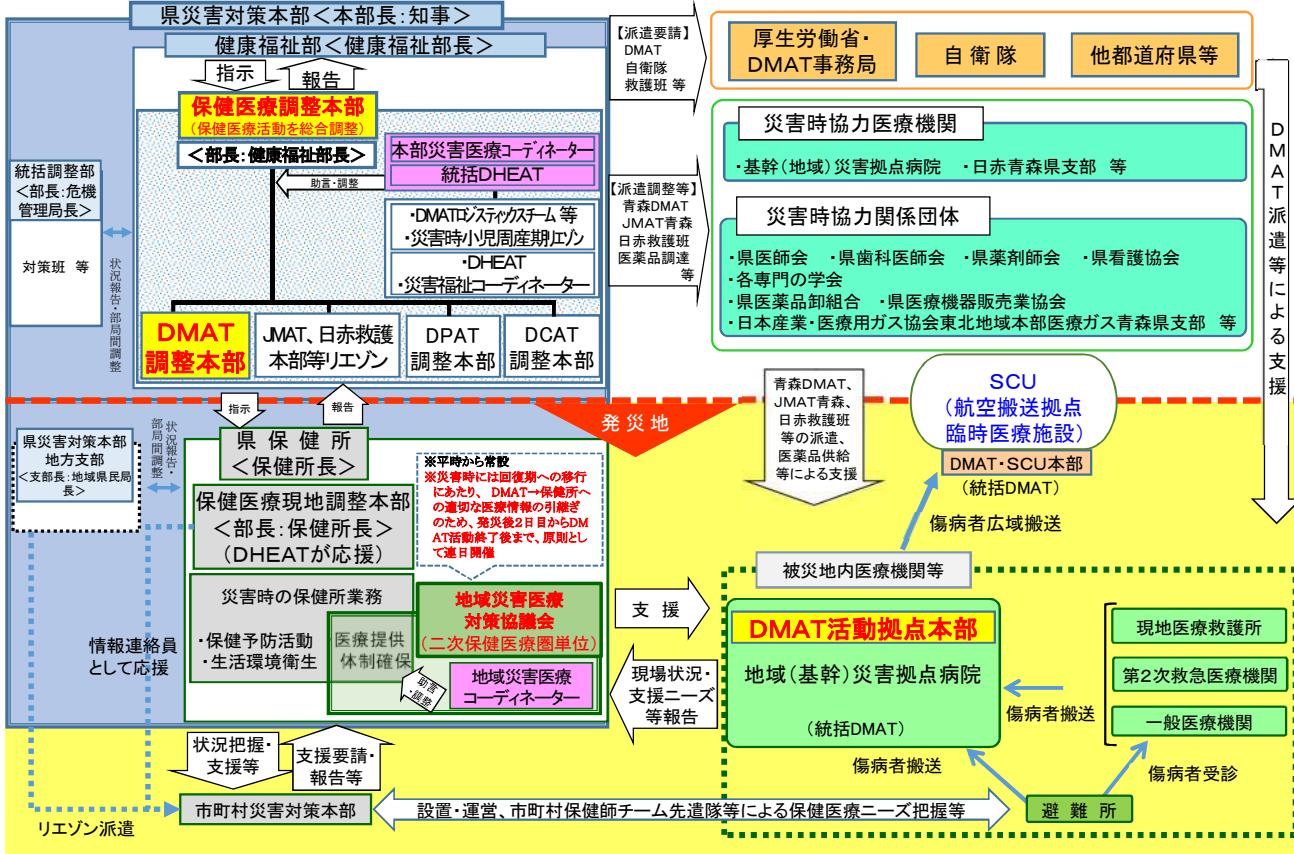 県災害対策本部＜本部長：知事＞
健康福祉部＜健康福祉部長＞
指示
報告
保健医療調整本部
（保健医療活動を総合調整）
＜部長：健康福祉部長＞
本部災害医療コーディネーター
統括DHEAT
助言・調整
・DMATロジスティックスチーム 等
・災害時小児周産期リエゾン
・DHEAT
・災害福祉コーディネーター
統括調整部
＜部長：危機
管理局長＞
対策班 等
状況報告・部局間調整
DMAT
調整本部
JMAT、日赤救護
本部等リエゾン
DPAT
調整本部
DCAT
調整本部
【派遣要請】
DMAT
自衛隊
救護班 等
厚生労働省・
DMAT事務局
自衛隊
他都道府県等
【派遣調整等】
青森DMAT
JMAT青森
日赤救護班
医薬品調達
等
災害時協力医療機関
・基幹（地域）災害拠点病院 ・日赤青森県支部 等
災害時協力関係団体
・県医師会 ・県歯科医師会 ・県薬剤師会 ・県看護協会
・各専門の学会
・県医薬品卸組合 ・県医療機器販売業協会
・日本産業・医療用ガス協会東北地域本部医療ガス青森県支部 等
DMAT派遣等による支援
指示
報告
発災地
青森DMAT、
JMAT青森、
日赤救護班
等の派遣、
医薬品供給
等による支援
SCU
（航空搬送拠点
臨時医療施設）
DMAT・SCU本部
（統括DMAT）
傷病者広域搬送
県災害対策本部
地方支部
＜支部長：地域県民局
長＞
状況報告・
部局間調整
県保健所
＜保健所長＞
保健医療現地調整本部
＜部長：保健所長＞
（DHEATが応援）
※平時から常設
※災害時には回復期への移行
にあたり、 DMAT→保健所へ
の適切な医療情報の引継ぎ
のため、発災後2日目からDM
AT活動終了後まで、原則とし
て連日開催
災害時の保健所業務
・保健予防活動
・生活環境衛生
医療提供
体制確保
地域災害医療
対策協議会
（二次保健医療圏単位）
助言
・調整
地域災害医療
コーディネーター
情報連絡員
として応援
支援
現場状況・
支援ニーズ
等報告
被災地内医療機関等
DMAT活動拠点本部
地域（基幹）災害拠点病院
（統括DMAT）
現地医療救護所
第2次救急医療機関
一般医療機関
傷病者搬送
傷病者搬送
傷病者受診
状況把握・
支援等
支援要請・
報告等
リエゾン派遣
市町村災害対策本部
設置・運営、市町村保健師チーム先遣隊等による保健医療ニーズ把握等
避難所